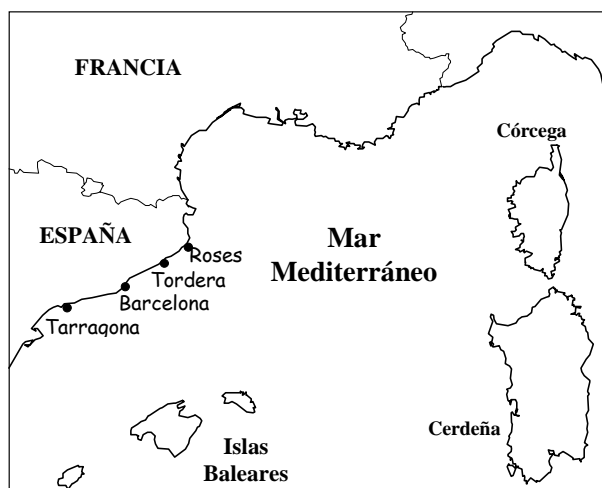 FRANCIA
Córcega
ESPAÑA
Roses
Mar
Mediterráneo
Tordera
Barcelona
Tarragona
Cerdeña
Islas
Baleares